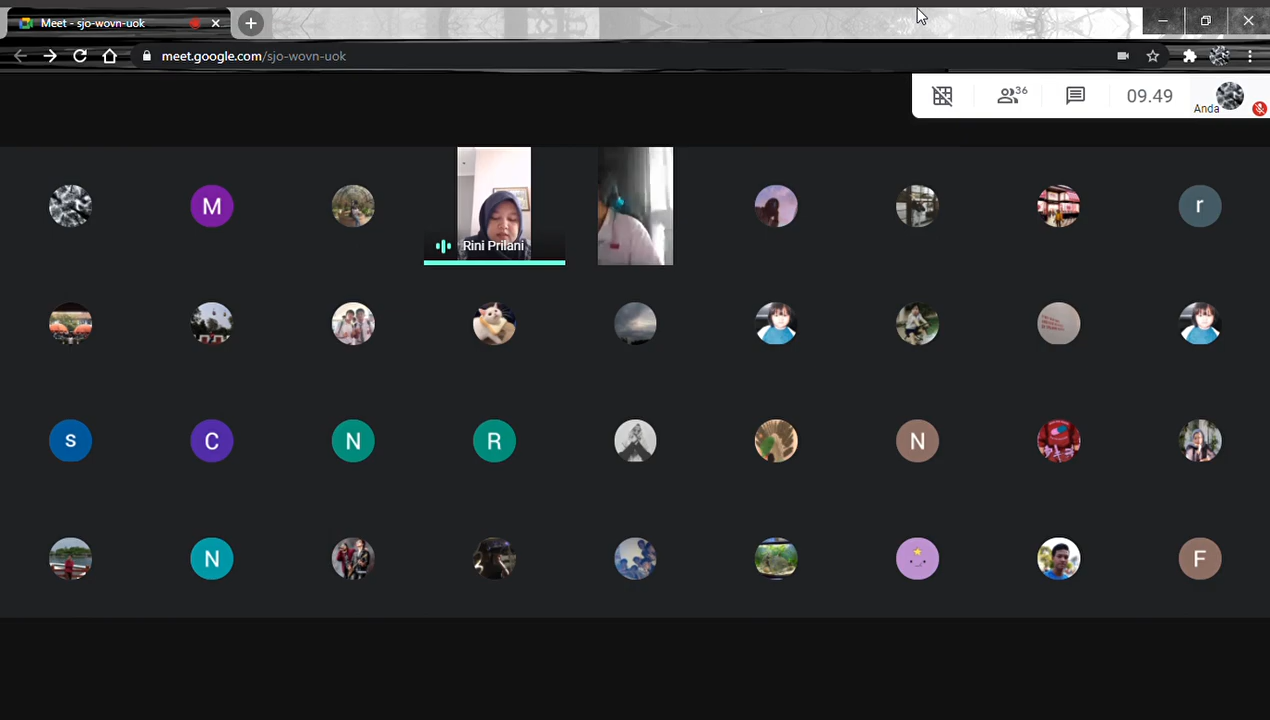 Meet - sjo-wovn-uok
meet.google.com/sjo-wovn-uok
36
09.49
Anda
M
r
Rini Prilani
s
C
N
R
N
N
F